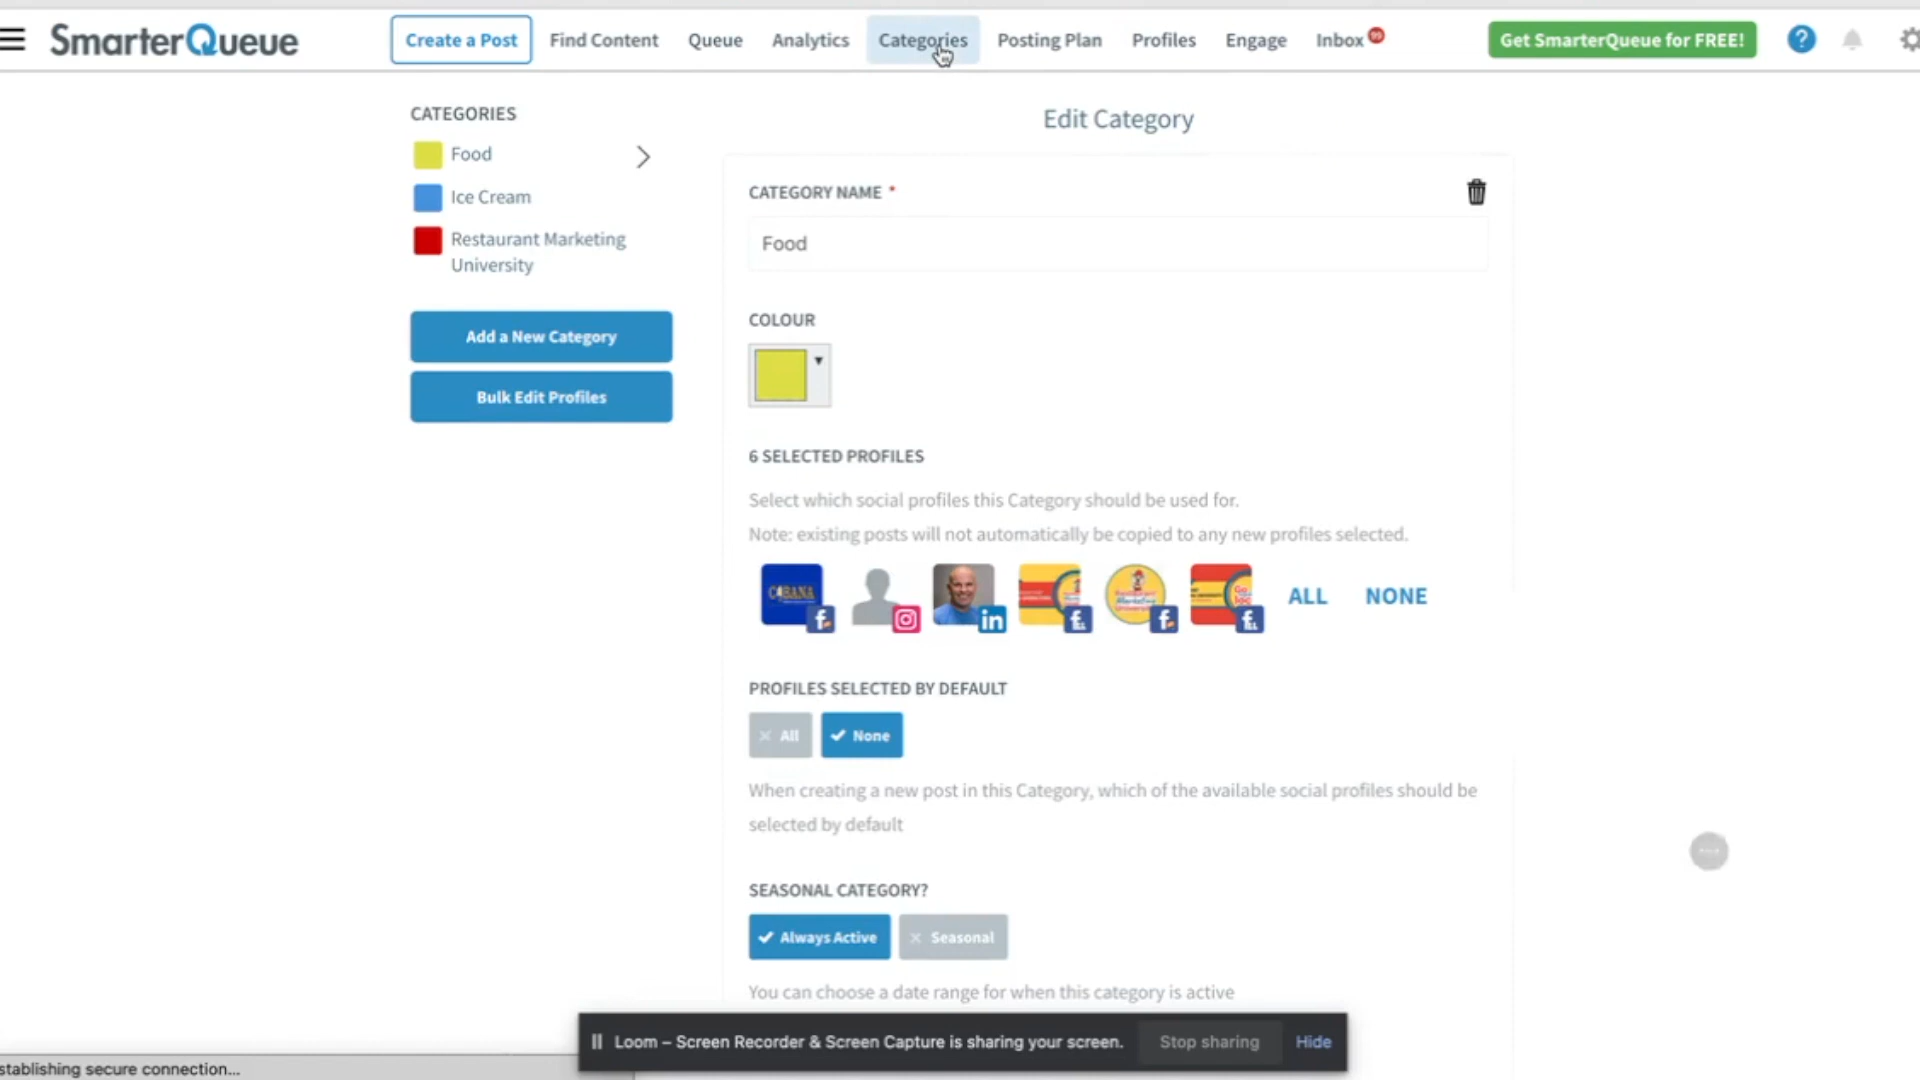 SmarterQueue
Create a Post
Find Content
Queue
Analytics
Categories
Posting Plan
Profiles
Engage
Inbox
99
Get SmarterQueue for FREE!
?
CATEGORIES
Food
Ice Cream
Restaurant Marketing
University
Add a New Category
Bulk Edit Profiles
Edit Category
CATEGORY NAME *
Food
COLOUR
6 SELECTED PROFILES
Select which social profiles this Category should be used for.
Note: existing posts will not automatically be copied to any new profiles selected.
ALL
NONE
PROFILES SELECTED BY DEFAULT
All
None
When creating a new post in this Category, which of the available social profiles should be
selected by default
SEASONAL CATEGORY?
Always Active
Seasonal
You can choose a date range for when this category is active
Loom – Screen Recorder & Screen Capture is sharing your screen.
Stop sharing
Hide
stablishing secure connection...